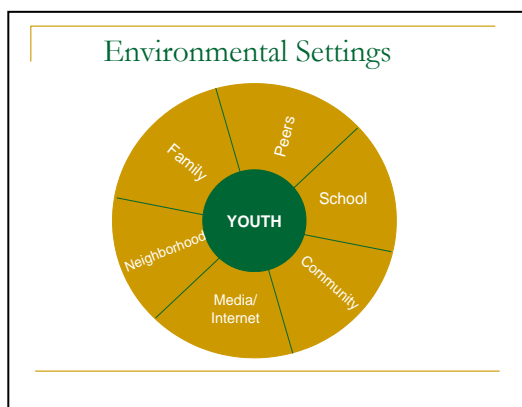 Environmental Settings
Peers
Family
School
YOUTH
Neighborhood
Community
Media/
Internet